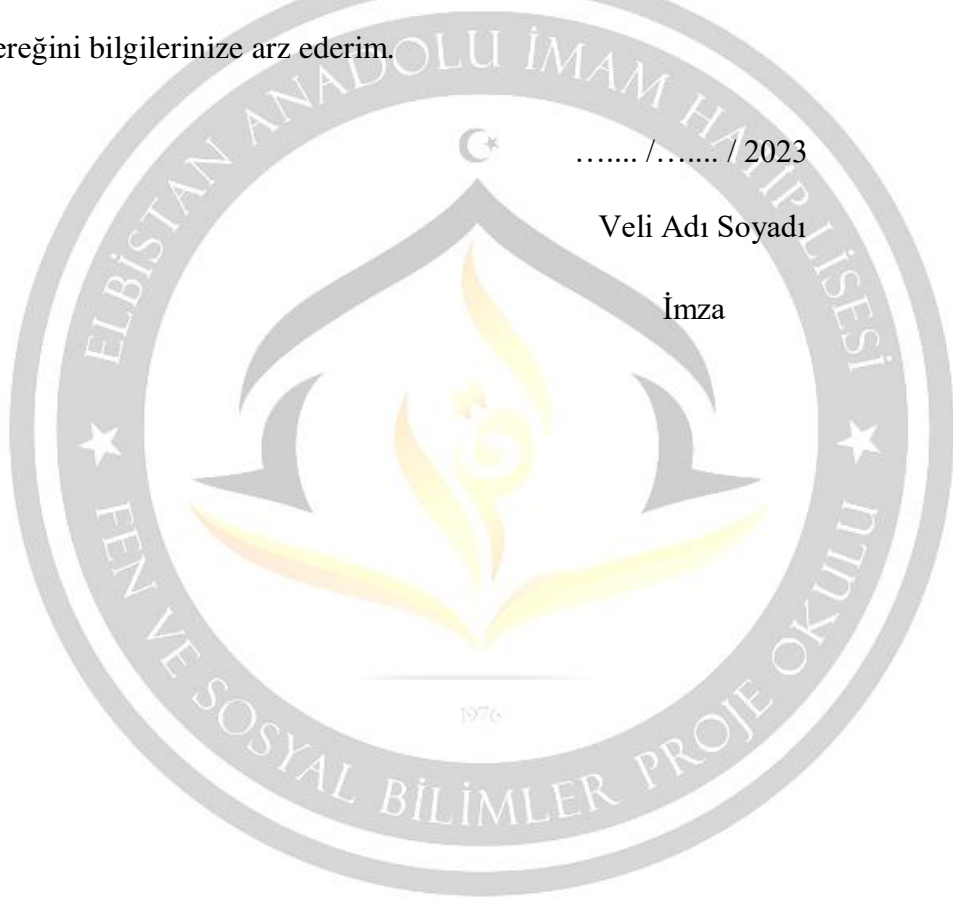 ereğini bilgilerinize arz ederim.
…..... /…..... / 2023
Veli Adı Soyadı
İmza
ELBİSTAN ANADOLU İMAM HATİP LİSESİ
1976
FEN VE SOSYAL BİLİMLER PROJE OKULU